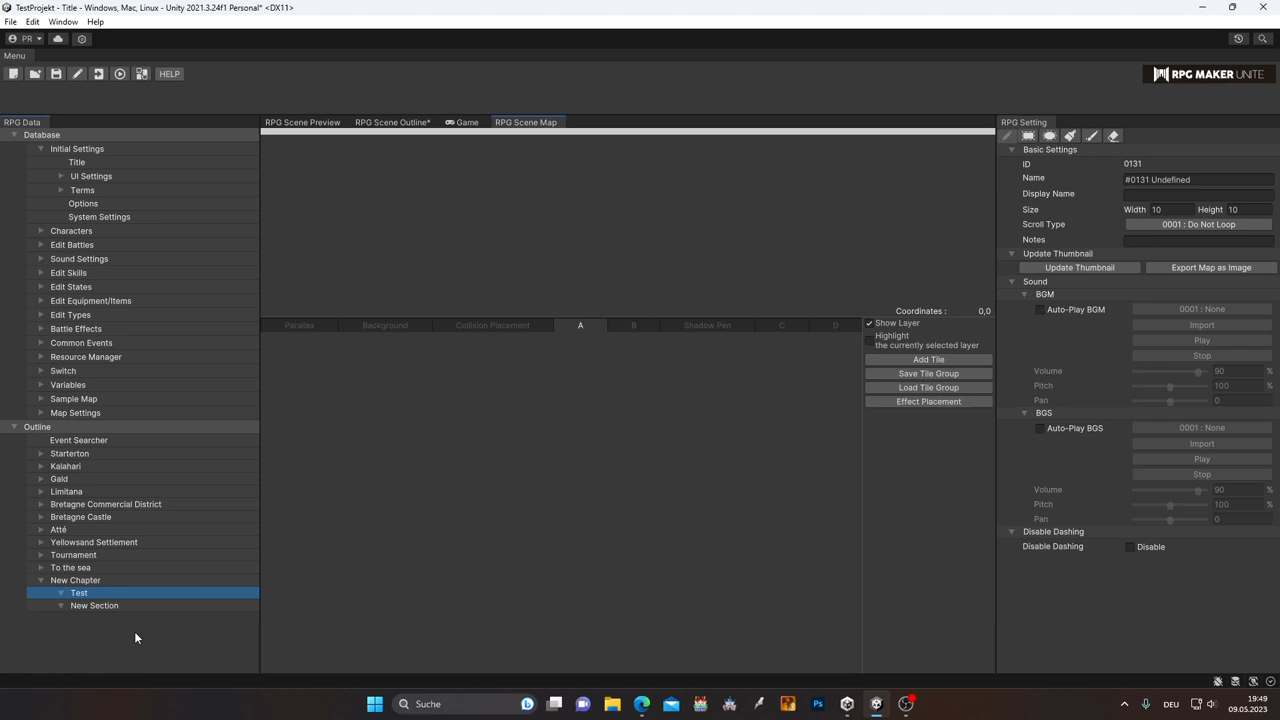 TestProjekt - Title - Windows, Mac, Linux - Unity 2021.3.24f1 Personal* <DX11>
File Edit Window Help
PR
Menu
HELP
RPG MAKER UNITE
RPG Data
RPG Scene Preview RPG Scene Outline* Game RPG Scene Map
RPG Setting
Database
Initial Settings
Title
UI Settings
Terms
Options
System Settings
Characters
Edit Battles
Sound Settings
Edit Skills
Edit States
Edit Equipment/Items
Edit Types
Battle Effects
Common Events
Resource Manager
Switch
Variables
Sample Map
Map Settings
Outline
Event Searcher
Starterton
Kalahari
Gald
Limitana
Bretagne Commercial District
Bretagne Castle
Atté
Yellowsand Settlement
Tournament
To the sea
New Chapter
Test
New Section
Coordinates : 0,0
Parallax Background Collision Placement A B Shadow Pen C D
Show Layer
Highlight
the currently selected layer
Add Tile
Save Tile Group
Load Tile Group
Effect Placement
Basic Settings
ID 0131
Name #0131 Undefined
Display Name
Size Width 10 Height 10
Scroll Type 0001 : Do Not Loop
Notes
Update Thumbnail
Update Thumbnail Export Map as Image
Sound
BGM
Auto-Play BGM 0001 : None
Import
Play
Stop
Volume 90 %
Pitch 100 %
Pan 0
BGS
Auto-Play BGS 0001 : None
Import
Play
Stop
Volume 90 %
Pitch 100 %
Pan 0
Disable Dashing
Disable Dashing Disable
Suche
Ps
DEU
19:49
09.05.2023